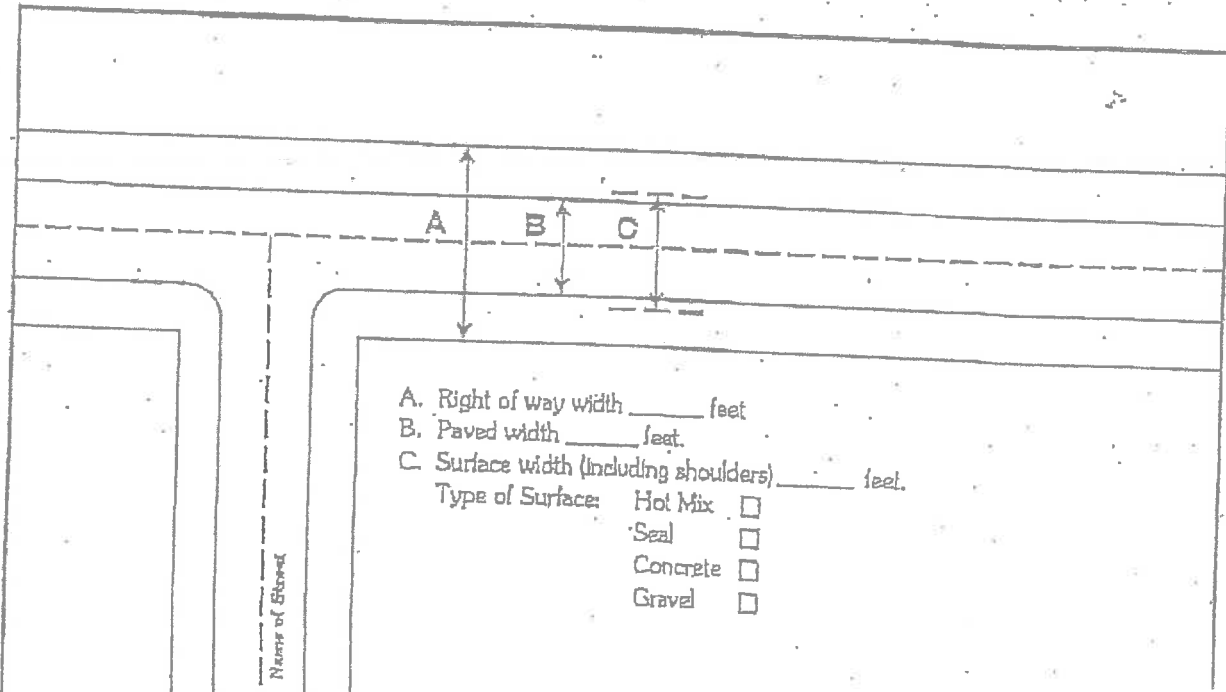 A
B
C
A. Right of way width ______ feet
B. Paved width ______ feet.
C. Surface width (including shoulders) ______ feet.
Type of Surface: Hot Mix □
Seal □
Concrete □
Gravel □
Name of Street